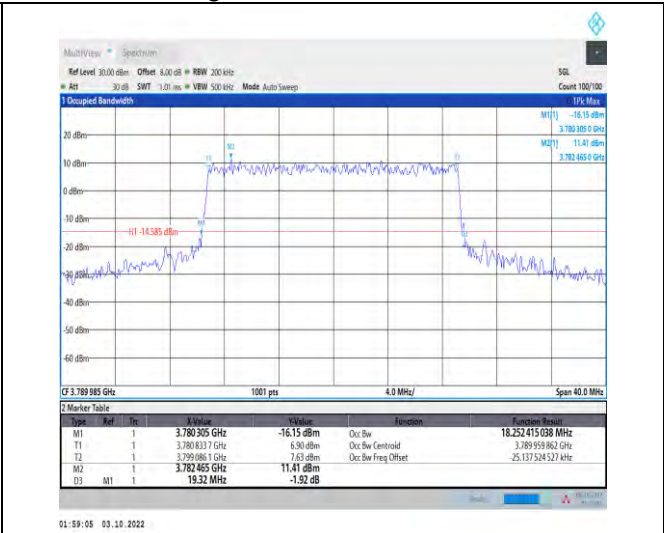 MultiView Spectrum
Ref Level 30.00 dBm Offset 8.00 dB RBW 200 kHz SGL
Att 30 dB SWT 1.01 ms VBW 500 kHz Mode Auto Sweep Count 100/100
1 Occupied Bandwidth 1Pk Max
M1[1] -16.15 dBm
3.780 305 0 GHz
M2[1] 11.41 dBm
3.782 465 0 GHz
20 dBm
M2
T1
10 dBm
0 dBm
-10 dBm
H1 -14.585 dBm
-20 dBm
-30 dBm
-40 dBm
-50 dBm
-60 dBm
CF 3.789 985 GHz 1001 pts 4.0 MHz/ Span 40.0 MHz
2 Marker Table
Type Ref Trc X-Value Y-Value Function Function Result
M1 1 3.780 305 GHz -16.15 dBm Occ Bw 18.252 415 038 MHz
T1 1 3.780 833 7 GHz 6.90 dBm Occ Bw Centroid 3.789 959 862 GHz
T2 1 3.799 086 1 GHz 7.63 dBm Occ Bw Freq Offset -25.137 524 527 kHz
M2 1 3.782 465 GHz 11.41 dBm
D3 M1 1 19.32 MHz -1.92 dB
01:59:05 03.10.2022